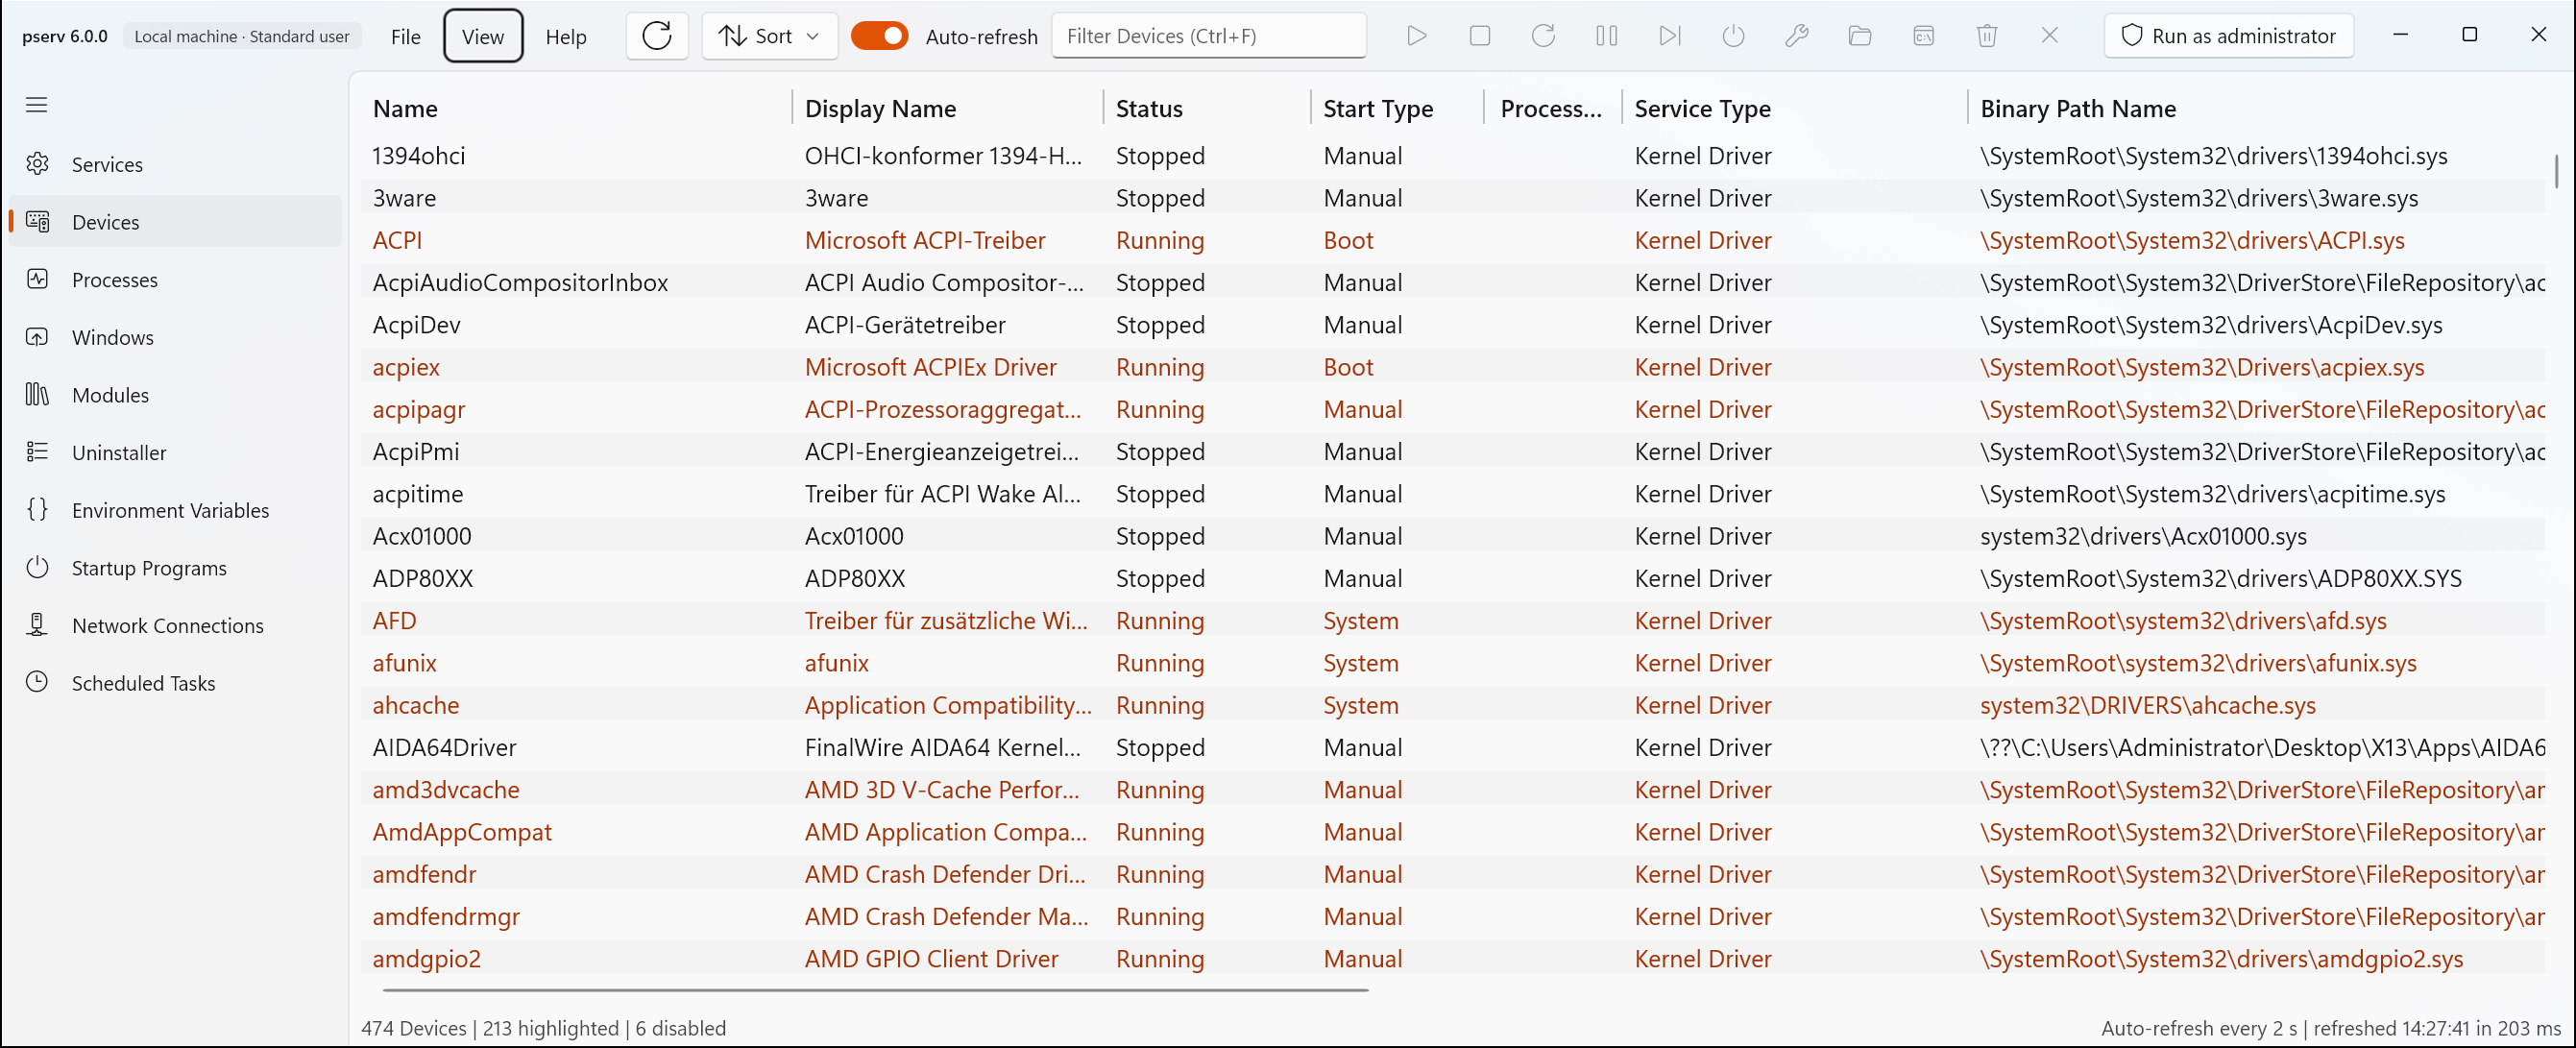 pserv 6.0.0 Local machine · Standard user File View Help Sort Auto-refresh Filter Devices (Ctrl+F) Run as administrator
Services
Devices
Processes
Windows
Modules
Uninstaller
Environment Variables
Startup Programs
Network Connections
Scheduled Tasks
Name Display Name Status Start Type Process... Service Type Binary Path Name
1394ohci OHCI-konformer 1394-H... Stopped Manual Kernel Driver \SystemRoot\System32\drivers\1394ohci.sys
3ware 3ware Stopped Manual Kernel Driver \SystemRoot\System32\drivers\3ware.sys
ACPI Microsoft ACPI-Treiber Running Boot Kernel Driver \SystemRoot\System32\drivers\ACPI.sys
AcpiAudioCompositorInbox ACPI Audio Compositor-... Stopped Manual Kernel Driver \SystemRoot\System32\DriverStore\FileRepository\ac
AcpiDev ACPI-Gerätetreiber Stopped Manual Kernel Driver \SystemRoot\System32\drivers\AcpiDev.sys
acpiex Microsoft ACPIEx Driver Running Boot Kernel Driver \SystemRoot\System32\Drivers\acpiex.sys
acpipagr ACPI-Prozessoraggregat... Running Manual Kernel Driver \SystemRoot\System32\DriverStore\FileRepository\ac
AcpiPmi ACPI-Energieanzeigetrei... Stopped Manual Kernel Driver \SystemRoot\System32\DriverStore\FileRepository\ac
acpitime Treiber für ACPI Wake Al... Stopped Manual Kernel Driver \SystemRoot\System32\drivers\acpitime.sys
Acx01000 Acx01000 Stopped Manual Kernel Driver system32\drivers\Acx01000.sys
ADP80XX ADP80XX Stopped Manual Kernel Driver \SystemRoot\System32\drivers\ADP80XX.SYS
AFD Treiber für zusätzliche Wi... Running System Kernel Driver \SystemRoot\system32\drivers\afd.sys
afunix afunix Running System Kernel Driver \SystemRoot\system32\drivers\afunix.sys
ahcache Application Compatibility... Running System Kernel Driver system32\DRIVERS\ahcache.sys
AIDA64Driver FinalWire AIDA64 Kernel... Stopped Manual Kernel Driver \??\C:\Users\Administrator\Desktop\X13\Apps\AIDA6
amd3dvcache AMD 3D V-Cache Perfor... Running Manual Kernel Driver \SystemRoot\System32\DriverStore\FileRepository\ar
AmdAppCompat AMD Application Compa... Running Manual Kernel Driver \SystemRoot\System32\DriverStore\FileRepository\ar
amdfendr AMD Crash Defender Dri... Running Manual Kernel Driver \SystemRoot\System32\DriverStore\FileRepository\ar
amdfendrmgr AMD Crash Defender Ma... Running Manual Kernel Driver \SystemRoot\System32\DriverStore\FileRepository\ar
amdgpio2 AMD GPIO Client Driver Running Manual Kernel Driver \SystemRoot\System32\drivers\amdgpio2.sys
474 Devices | 213 highlighted | 6 disabled Auto-refresh every 2 s | refreshed 14:27:41 in 203 ms